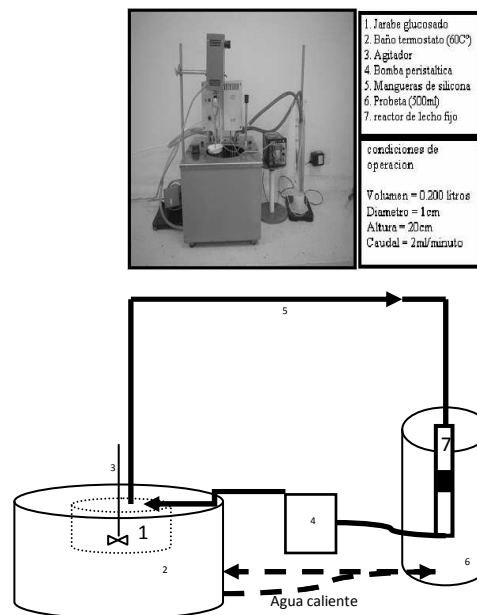 1. Jarabe glucosado
2. Baño termostato (60Cº)
3. Agitador
4. Bomba peristaltica
5. Mangueras de silicona
6. Probeta (500ml)
7. reactor de lecho fijo
condiciones de
operacion
Volumen = 0.200 litros
Diametro = 1cm
Altura = 20cm
Caudal = 2ml/minuto
5
7
3
1
4
2
6
Agua caliente